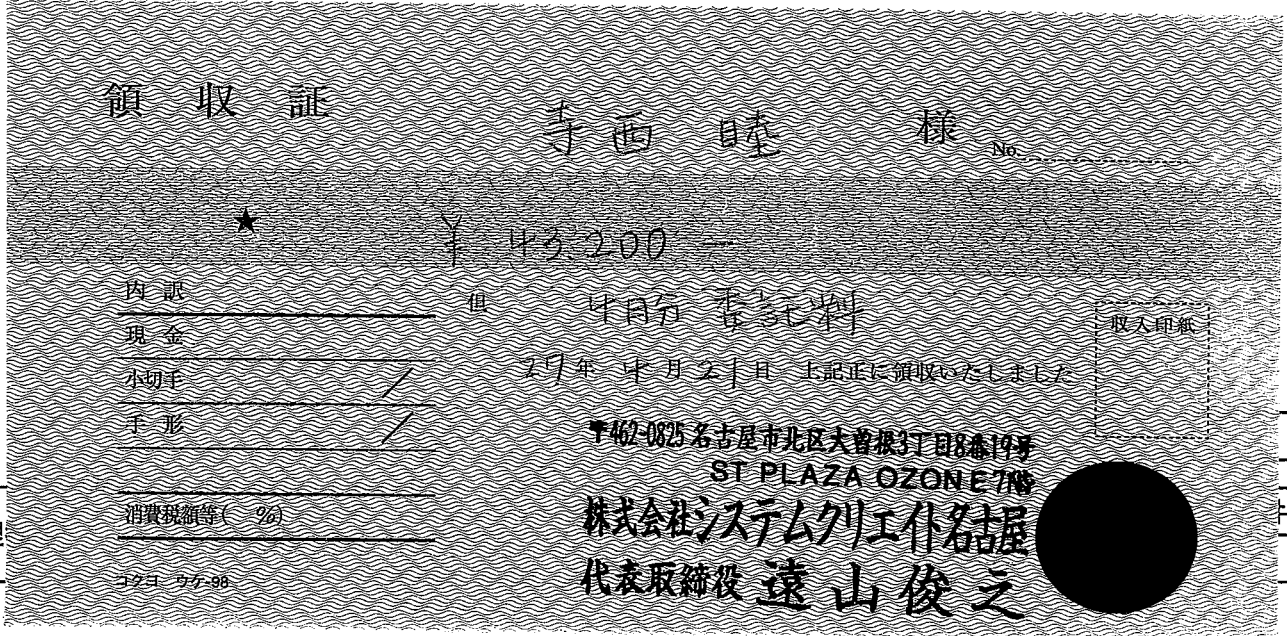 領収証
寺西 睦 様
No.
★
¥43,200-
内訳
但 4月分 委託料
現金
収入印紙
小切手
27年4月21日 上記正に領収いたしました
手形
〒462-0825 名古屋市北区大曽根3丁目8番19号
ST PLAZA OZONE 7階
消費税額等( %)
株式会社システムクリエイト名古屋
代表取締役 遠山俊之
コクヨ ウケ-98